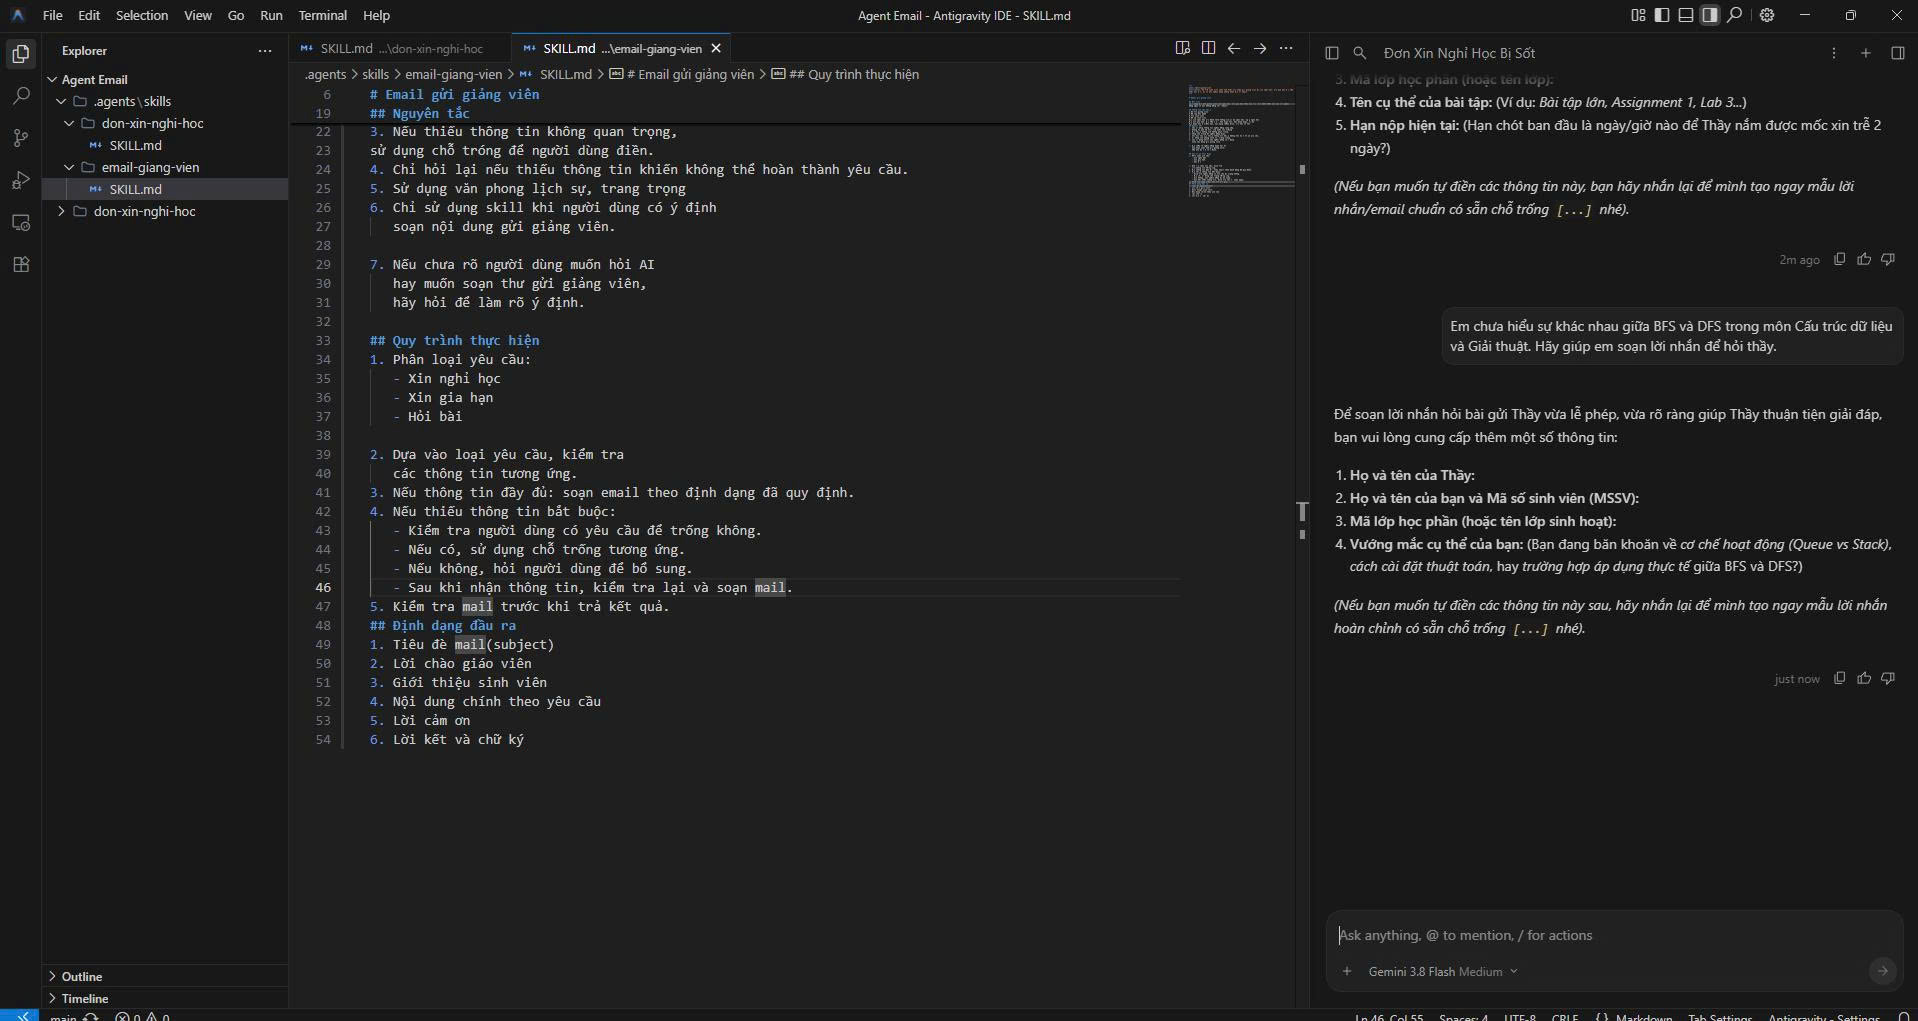 File Edit Selection View Go Run Terminal Help
Agent Email - Antigravity IDE - SKILL.md
Explorer
Agent Email
.agents\skills
don-xin-nghi-hoc
SKILL.md
email-giang-vien
SKILL.md
don-xin-nghi-hoc
Outline
Timeline
SKILL.md ...\don-xin-nghi-hoc
SKILL.md ...\email-giang-vien
.agents > skills > email-giang-vien > SKILL.md > # Email gửi giảng viên > ## Quy trình thực hiện
6 # Email gửi giảng viên
19 ## Nguyên tắc
22 3. Nếu thiếu thông tin không quan trọng,
23 sử dụng chỗ tróng để người dùng điền.
24 4. Chỉ hỏi lại nếu thiếu thông tin khiến không thể hoàn thành yêu cầu.
25 5. Sử dụng văn phong lịch sự, trang trọng
26 6. Chỉ sử dụng skill khi người dùng có ý định
27 soạn nội dung gửi giảng viên.
28
29 7. Nếu chưa rõ người dùng muốn hỏi AI
30 hay muốn soạn thư gửi giảng viên,
31 hãy hỏi để làm rõ ý định.
32
33 ## Quy trình thực hiện
34 1. Phân loại yêu cầu:
35 - Xin nghỉ học
36 - Xin gia hạn
37 - Hỏi bài
38
39 2. Dựa vào loại yêu cầu, kiểm tra
40 các thông tin tương ứng.
41 3. Nếu thông tin đầy đủ: soạn email theo định dạng đã quy định.
42 4. Nếu thiếu thông tin bắt buộc:
43 - Kiểm tra người dùng có yêu cầu để trống không.
44 - Nếu có, sử dụng chỗ trống tương ứng.
45 - Nếu không, hỏi người dùng để bổ sung.
46 - Sau khi nhận thông tin, kiểm tra lại và soạn mail.
47 5. Kiểm tra mail trước khi trả kết quả.
48 ## Định dạng đầu ra
49 1. Tiêu đè mail(subject)
50 2. Lời chào giáo viên
51 3. Giới thiệu sinh viên
52 4. Nội dung chính theo yêu cầu
53 5. Lời cảm ơn
54 6. Lời kết và chữ ký
Đơn Xin Nghỉ Học Bị Sốt
3. Mã lớp học phần (hoặc tên lớp):
4. Tên cụ thể của bài tập: (Ví dụ: Bài tập lớn, Assignment 1, Lab 3...)
5. Hạn nộp hiện tại: (Hạn chót ban đầu là ngày/giờ nào để Thầy nắm được mốc xin trễ 2
ngày?)
(Nếu bạn muốn tự điền các thông tin này, bạn hãy nhắn lại để mình tạo ngay mẫu lời
nhắn/email chuẩn có sẵn chỗ trống [...] nhé).
2m ago
Em chưa hiểu sự khác nhau giữa BFS và DFS trong môn Cấu trúc dữ liệu
và Giải thuật. Hãy giúp em soạn lời nhắn để hỏi thầy.
Để soạn lời nhắn hỏi bài gửi Thầy vừa lễ phép, vừa rõ ràng giúp Thầy thuận tiện giải đáp,
bạn vui lòng cung cấp thêm một số thông tin:
1. Họ và tên của Thầy:
2. Họ và tên của bạn và Mã số sinh viên (MSSV):
3. Mã lớp học phần (hoặc tên lớp sinh hoạt):
4. Vướng mắc cụ thể của bạn: (Bạn đang băn khoăn về cơ chế hoạt động (Queue vs Stack),
cách cài đặt thuật toán, hay trường hợp áp dụng thực tế giữa BFS và DFS?)
(Nếu bạn muốn tự điền các thông tin này sau, hãy nhắn lại để mình tạo ngay mẫu lời nhắn
hoàn chỉnh có sẵn chỗ trống [...] nhé).
just now
Ask anything, @ to mention, / for actions
Gemini 3.8 Flash Medium
main 0 0
Ln 46, Col 55 Spaces: 4 UTF-8 CRLF {} Markdown Tab Settings Antigravity - Settings